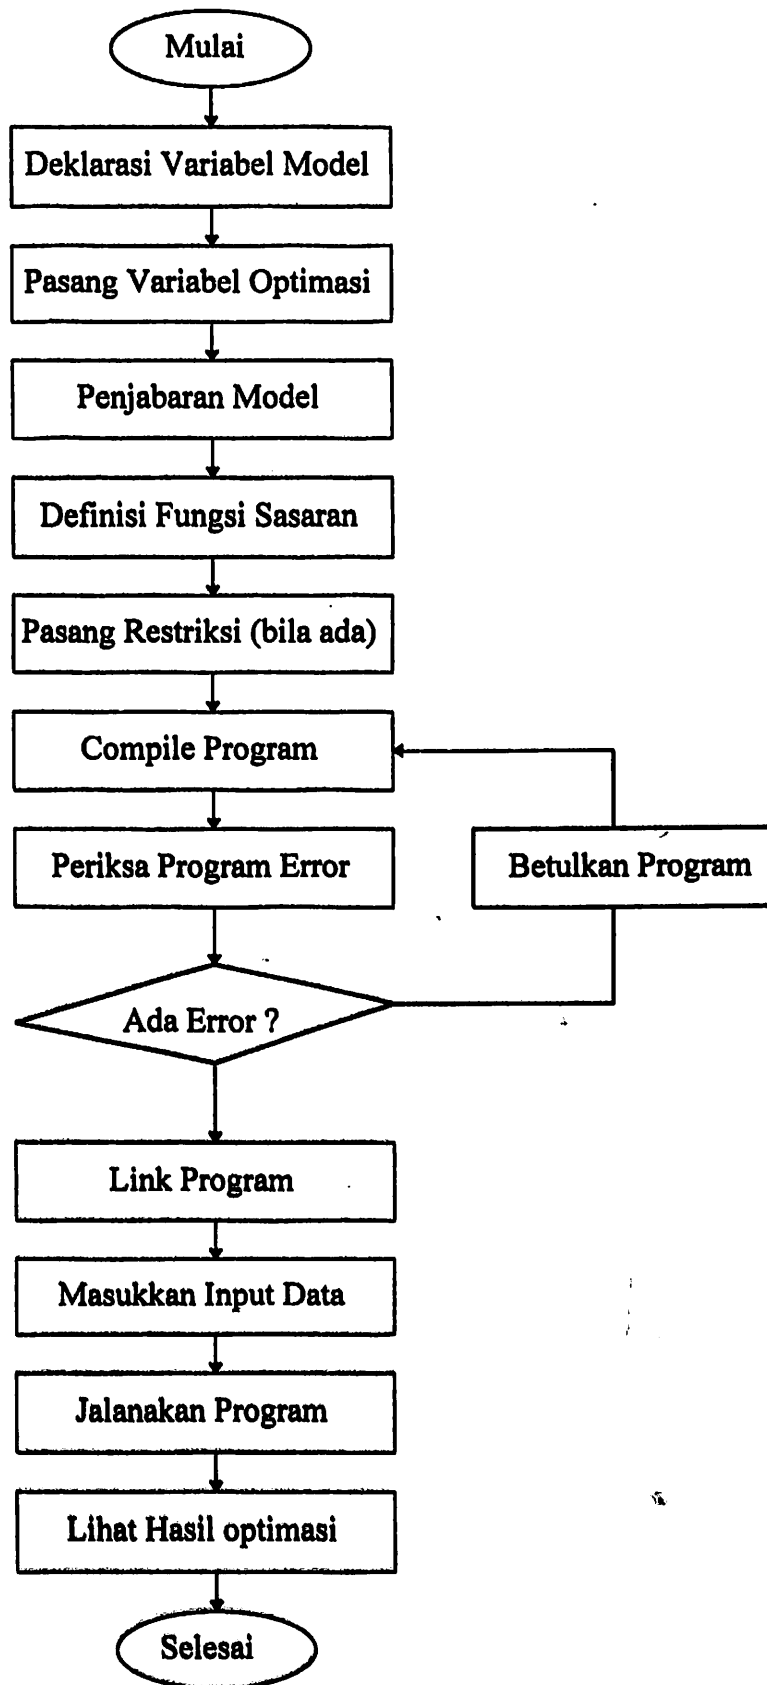 Mulai
Deklarasi Variabel Model
Pasang Variabel Optimasi
Penjabaran Model
Definisi Fungsi Sasaran
Pasang Restriksi (bila ada)
Compile Program
Periksa Program Error
Betulkan Program
Ada Error ?
Link Program
Masukkan Input Data
Jalanakan Program
Lihat Hasil optimasi
Selesai